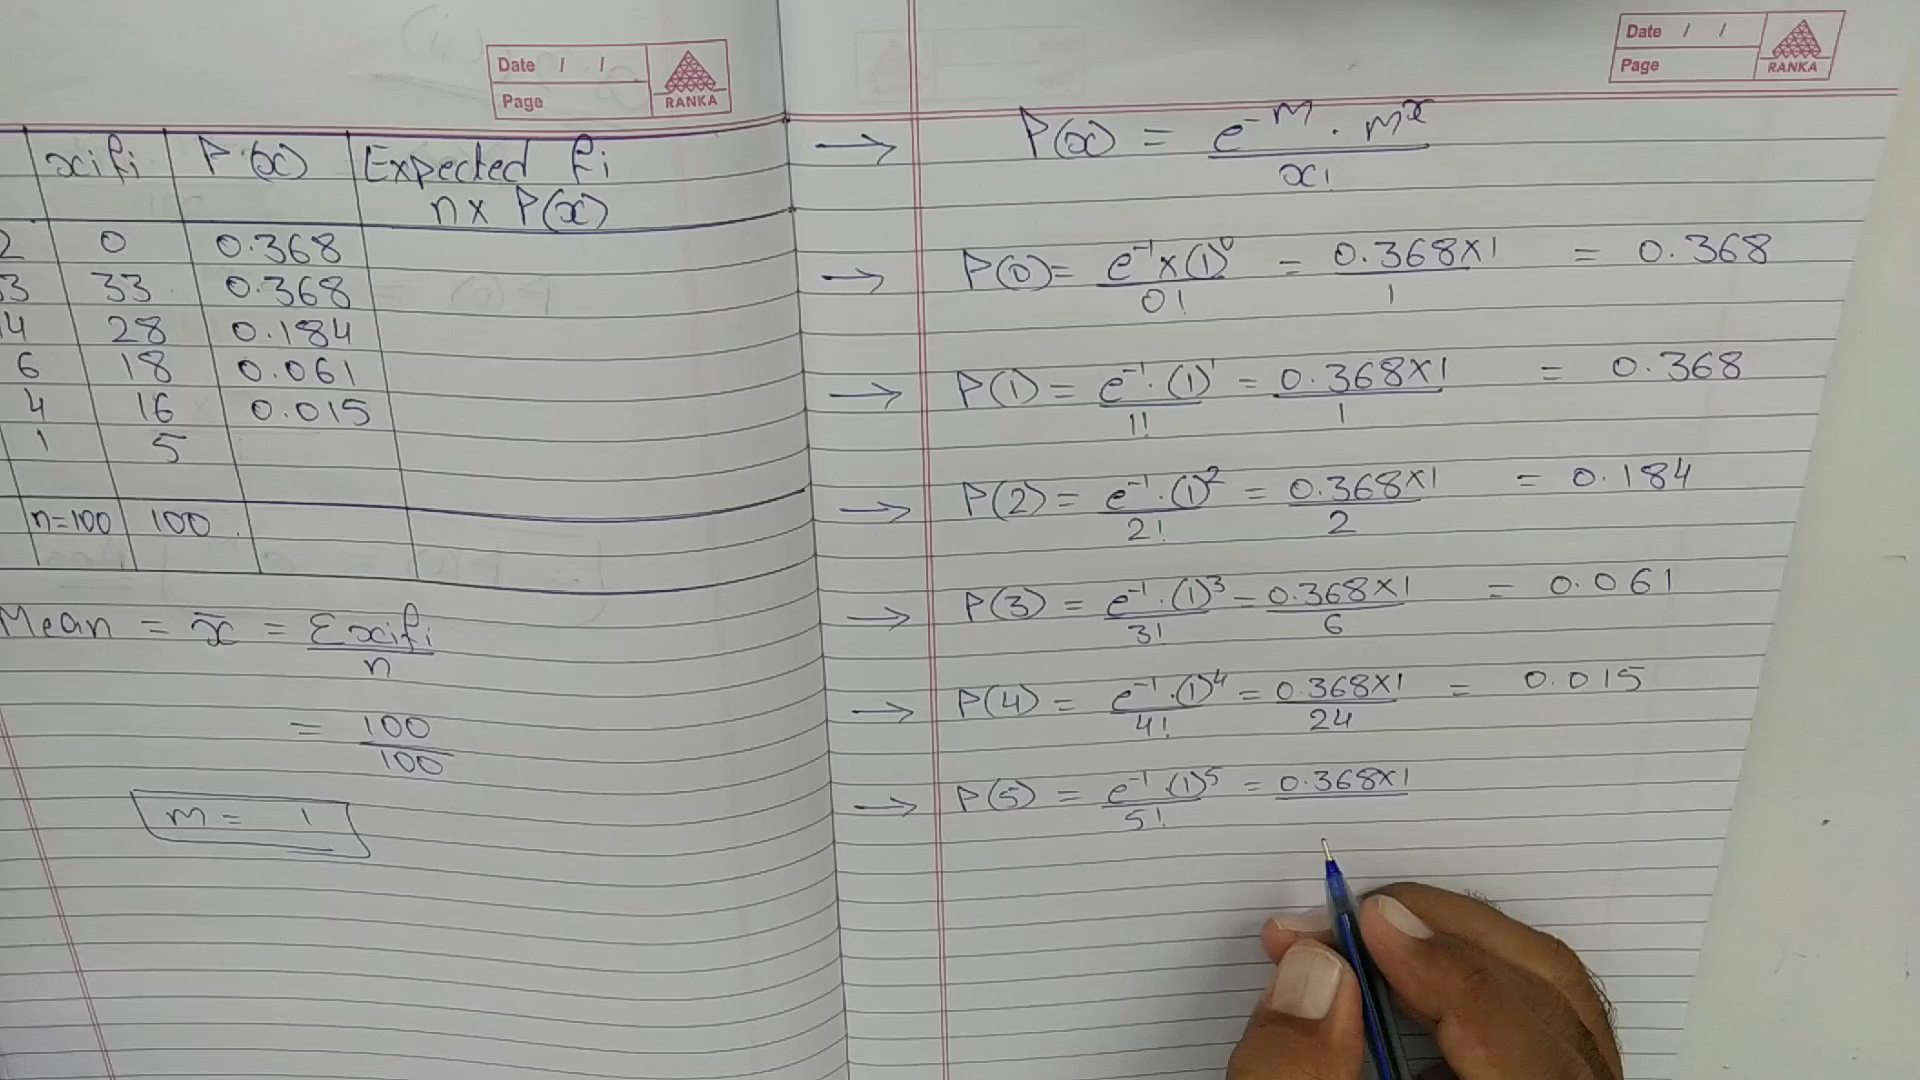 Date / /
Page
RANKA
xifi P(x) Expected fi
n x P(x)
2 0 0.368
33 33 0.368
14 28 0.184
6 18 0.061
4 16 0.015
1 5
n=100 100
Mean = x̄ = Σxifi / n
= 100 / 100
m = 1
Date / /
Page
RANKA
→ P(x) = e⁻ᵐ · mˣ / x!
→ P(0) = e⁻¹ x (1)⁰ / 0! = 0.368x1 / 1 = 0.368
→ P(1) = e⁻¹ · (1)¹ / 1! = 0.368x1 / 1 = 0.368
→ P(2) = e⁻¹ · (1)² / 2! = 0.368x1 / 2 = 0.184
→ P(3) = e⁻¹ · (1)³ / 3! = 0.368x1 / 6 = 0.061
→ P(4) = e⁻¹ · (1)⁴ / 4! = 0.368x1 / 24 = 0.015
→ P(5) = e⁻¹ · (1)⁵ / 5! = 0.368x1